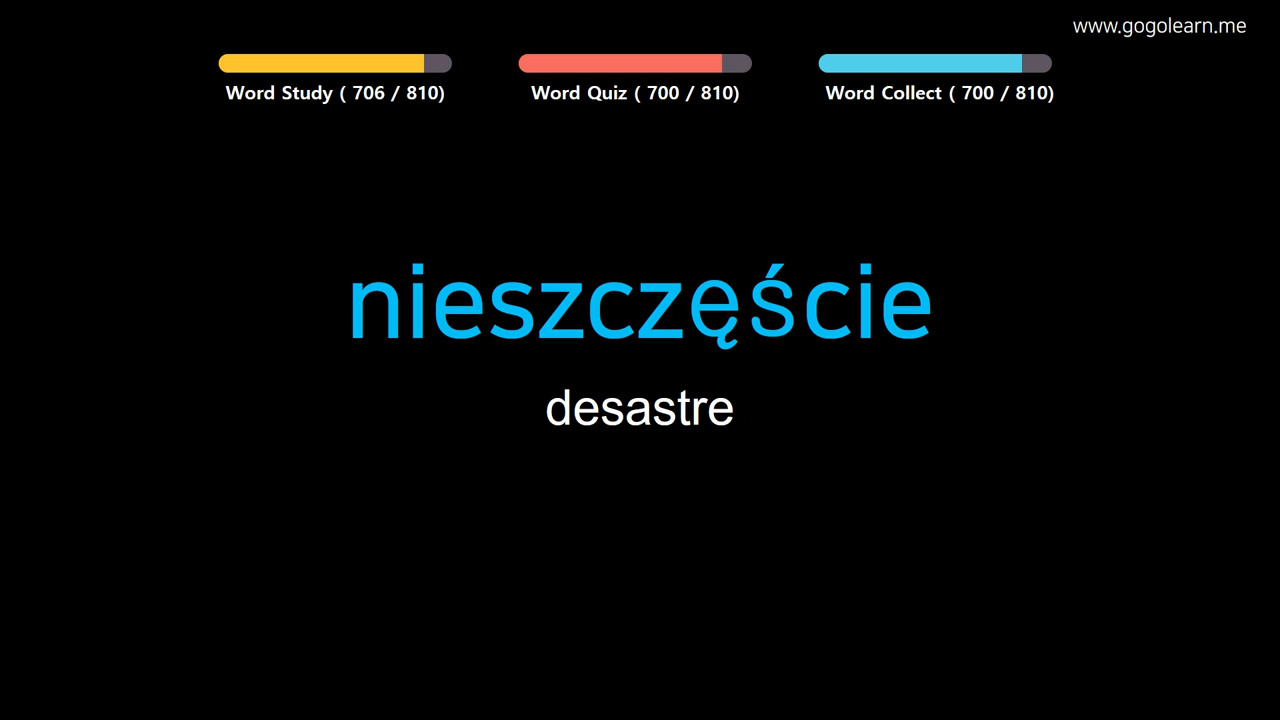 www.gogolearn.me
Word Study ( 706 / 810)
Word Quiz ( 700 / 810)
Word Collect ( 700 / 810)
nieszczęście
desastre